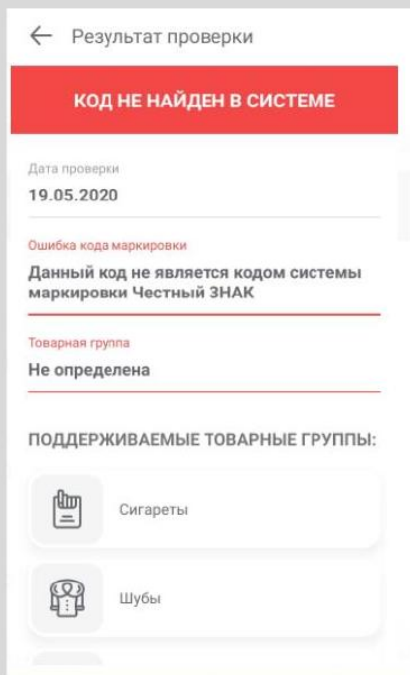 Результат проверки
КОД НЕ НАЙДЕН В СИСТЕМЕ
Дата проверки
19.05.2020
Ошибка кода маркировки
Данный код не является кодом системы
маркировки Честный ЗНАК
Товарная группа
Не определена
ПОДДЕРЖИВАЕМЫЕ ТОВАРНЫЕ ГРУППЫ:
Сигареты
Шубы